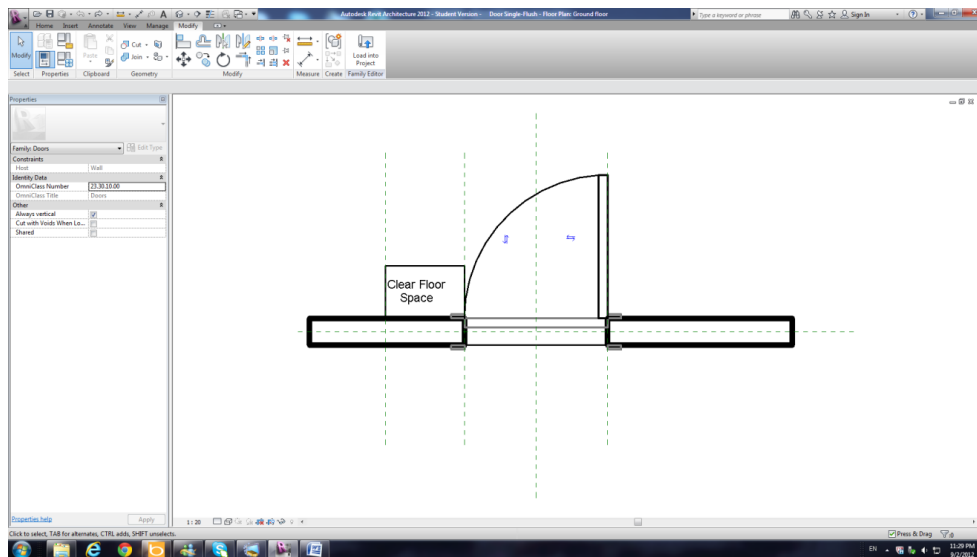 Autodesk Revit Architecture 2012 - Student Version - Door Single-Flush - Floor Plan: Ground floor
Type a keyword or phrase
Sign In
Home Insert Annotate View Manage Modify
Modify
Paste
Cut
Join
Load into
Project
Select Properties Clipboard Geometry Modify Measure Create Family Editor
Properties
Family: Doors
Edit Type
Constraints
Host Wall
Identity Data
OmniClass Number 23.30.10.00
OmniClass Title Doors
Other
Always vertical
Cut with Voids When Lo...
Shared
Clear Floor
Space
Properties help
Apply
1 : 20
Click to select, TAB for alternates, CTRL adds, SHIFT unselects.
Press & Drag
:0
EN
11:29 PM
9/2/2012